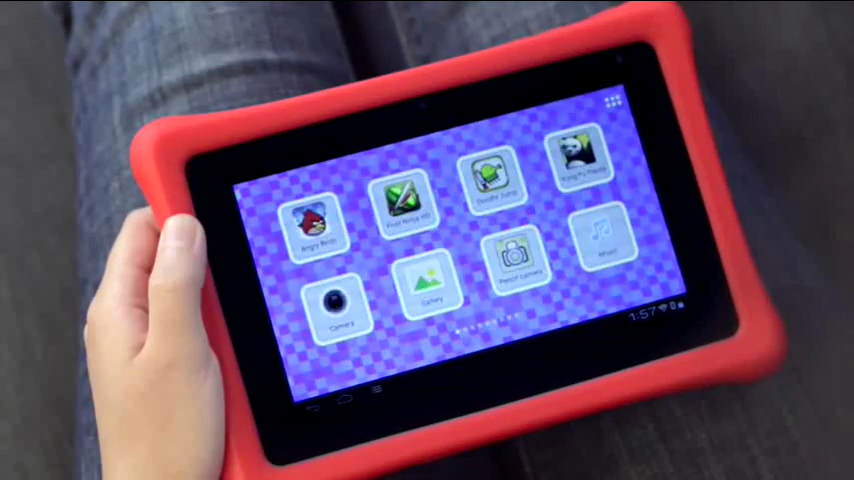 Angry Birds
Fruit Ninja HD
Doodle Jump
Kung Fu Panda
Camera
Gallery
Pencil camera
Music
1:57